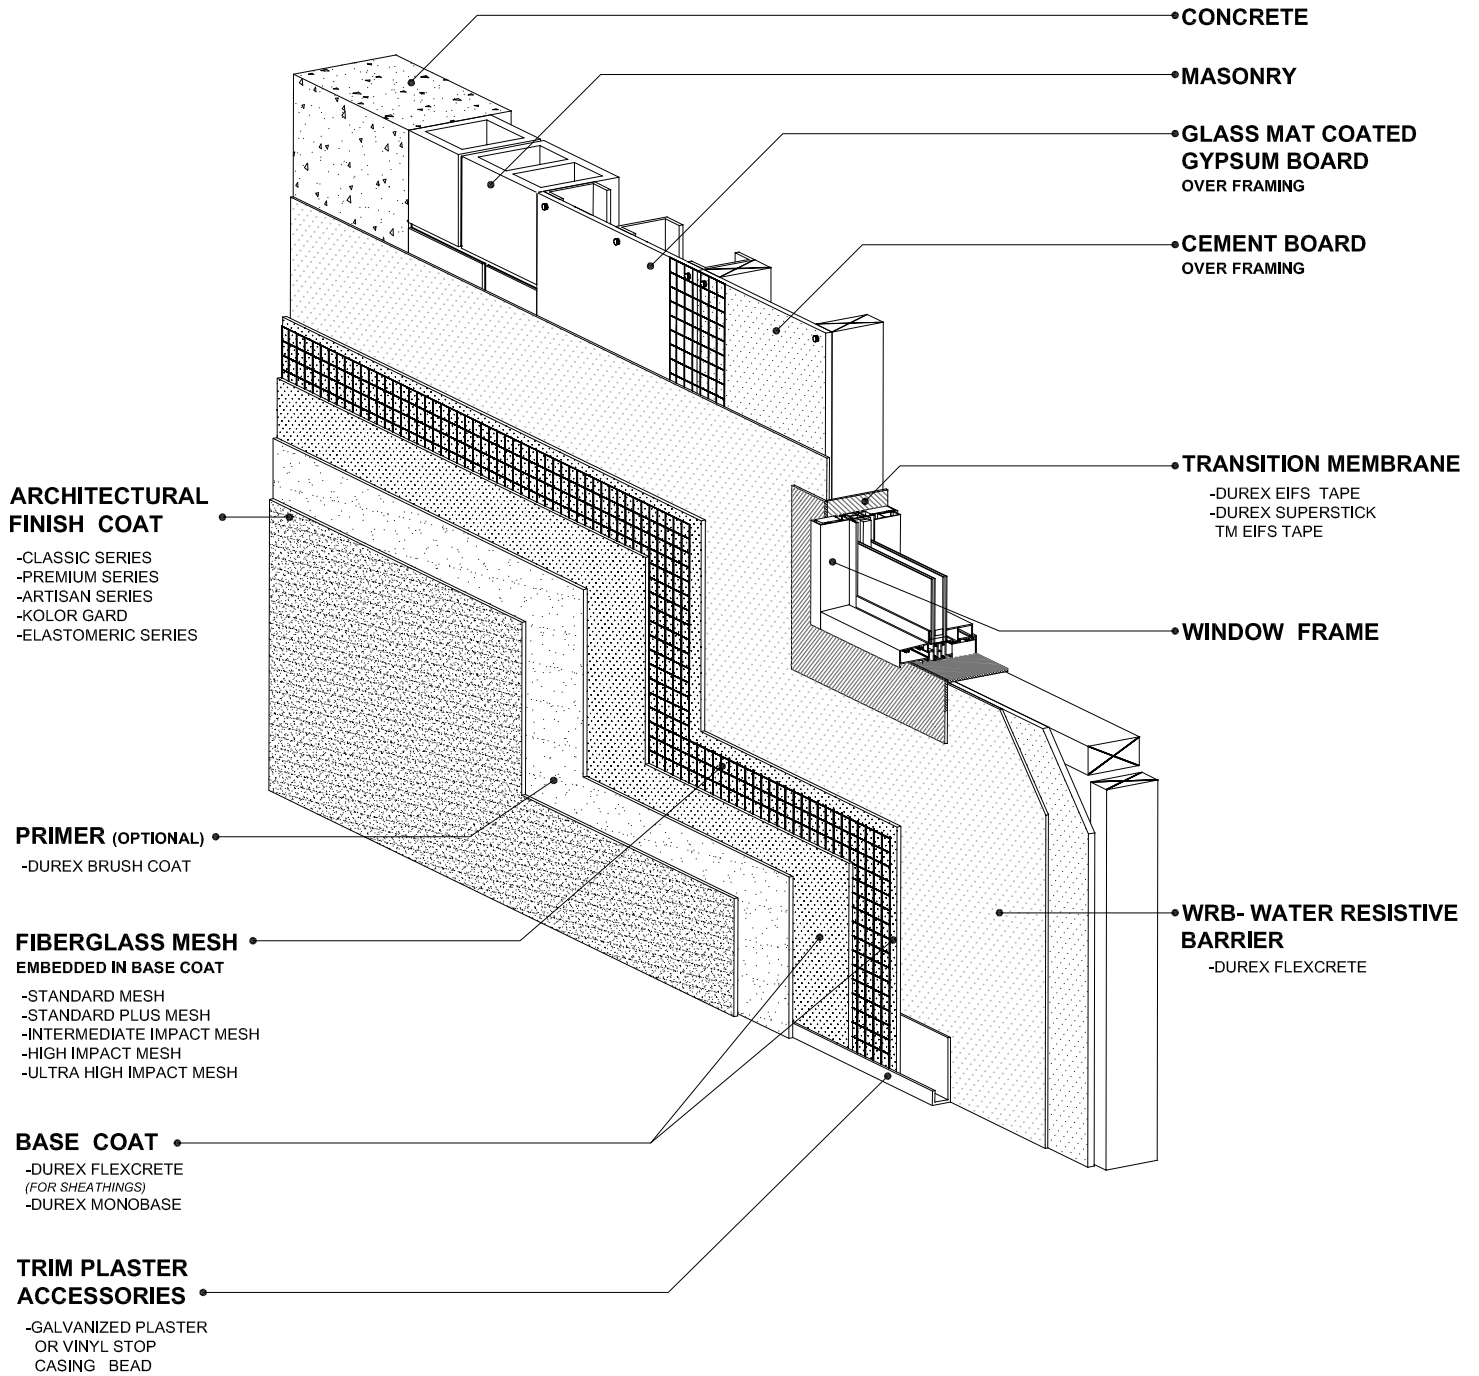 CONCRETE
MASONRY
GLASS MAT COATED
GYPSUM BOARD
OVER FRAMING
CEMENT BOARD
OVER FRAMING
TRANSITION MEMBRANE
-DUREX EIFS TAPE
-DUREX SUPERSTICK
TM EIFS TAPE
WINDOW FRAME
WRB- WATER RESISTIVE
BARRIER
-DUREX FLEXCRETE
ARCHITECTURAL
FINISH COAT
-CLASSIC SERIES
-PREMIUM SERIES
-ARTISAN SERIES
-KOLOR GARD
-ELASTOMERIC SERIES
PRIMER (OPTIONAL)
-DUREX BRUSH COAT
FIBERGLASS MESH
EMBEDDED IN BASE COAT
-STANDARD MESH
-STANDARD PLUS MESH
-INTERMEDIATE IMPACT MESH
-HIGH IMPACT MESH
-ULTRA HIGH IMPACT MESH
BASE COAT
-DUREX FLEXCRETE
(FOR SHEATHINGS)
-DUREX MONOBASE
TRIM PLASTER
ACCESSORIES
-GALVANIZED PLASTER
OR VINYL STOP
CASING BEAD